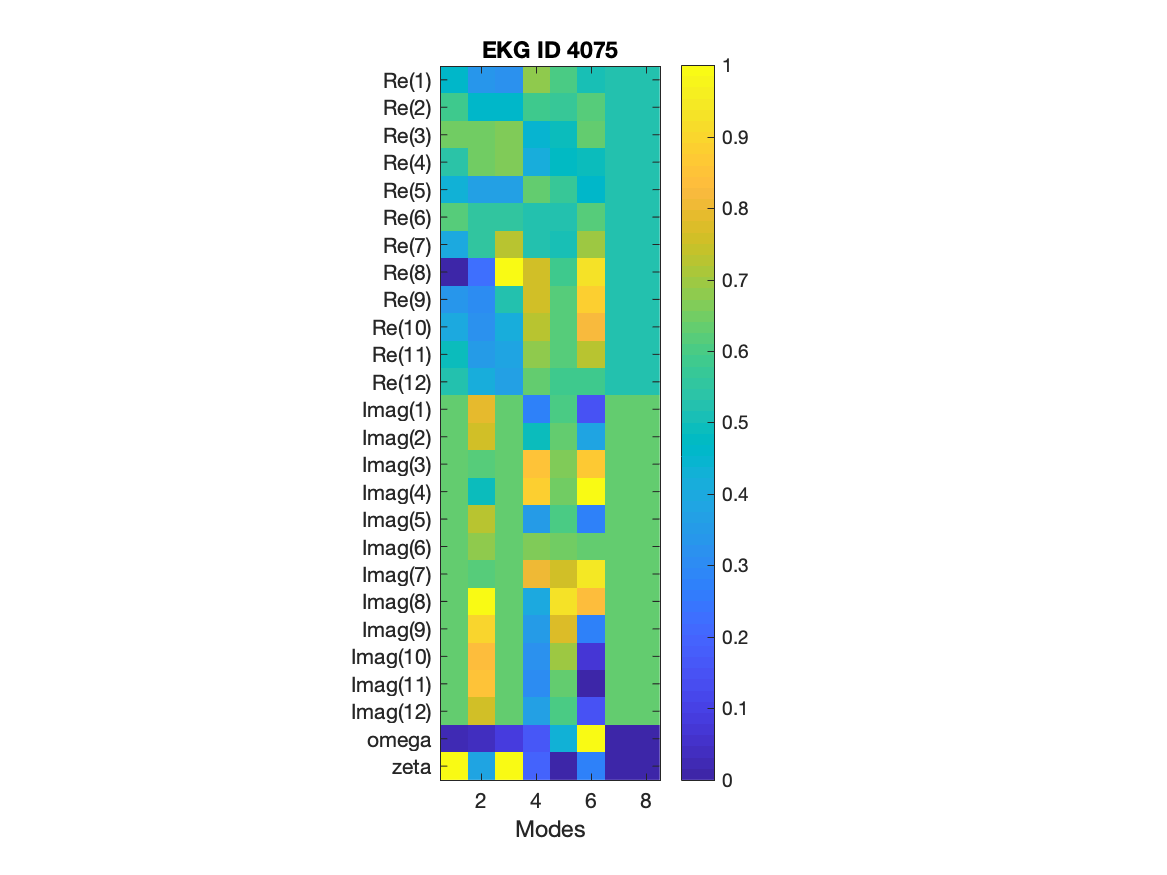 EKG ID 4075
Re(1)
Re(2)
Re(3)
Re(4)
Re(5)
Re(6)
Re(7)
Re(8)
Re(9)
Re(10)
Re(11)
Re(12)
Imag(1)
Imag(2)
Imag(3)
Imag(4)
Imag(5)
Imag(6)
Imag(7)
Imag(8)
Imag(9)
Imag(10)
Imag(11)
Imag(12)
omega
zeta
2 4 6 8
Modes
1
0.9
0.8
0.7
0.6
0.5
0.4
0.3
0.2
0.1
0